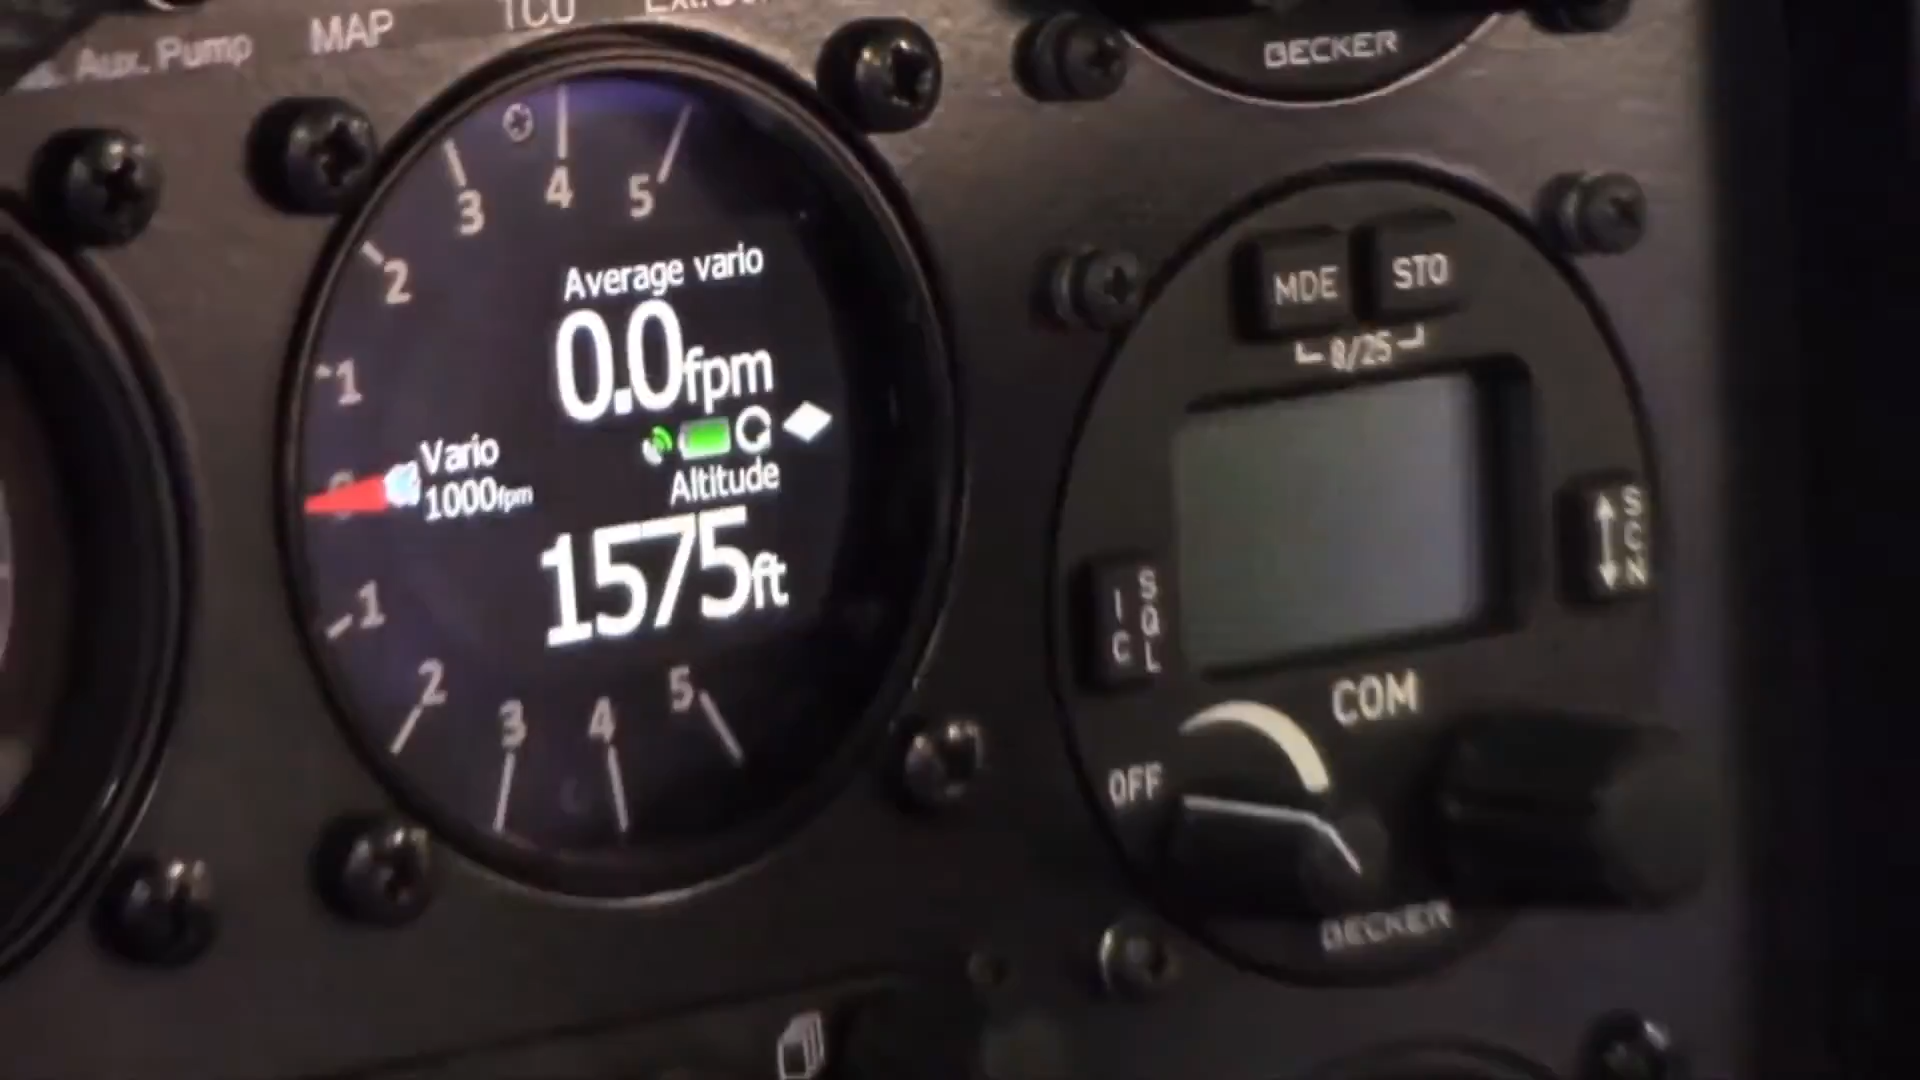 Aux. Pump
MAP
TCU
BECKER
3
4
5
2
1
Average vario
0.0fpm
Vario
1000fpm
Altitude
1575ft
1
2
3
4
5
MDE
STO
8/25
SCN
IC
SQL
COM
OFF
BECKER